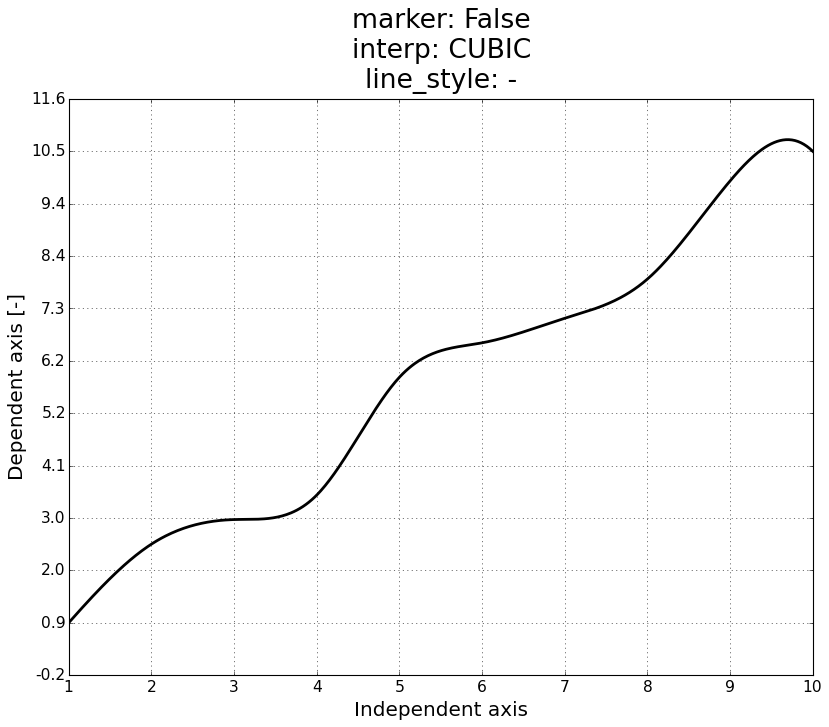 marker: False
interp: CUBIC
line_style: -
11.6
10.5
9.4
8.4
7.3
6.2
5.2
4.1
3.0
2.0
0.9
-0.2
Dependent axis [-]
1 2 3 4 5 6 7 8 9 10
Independent axis